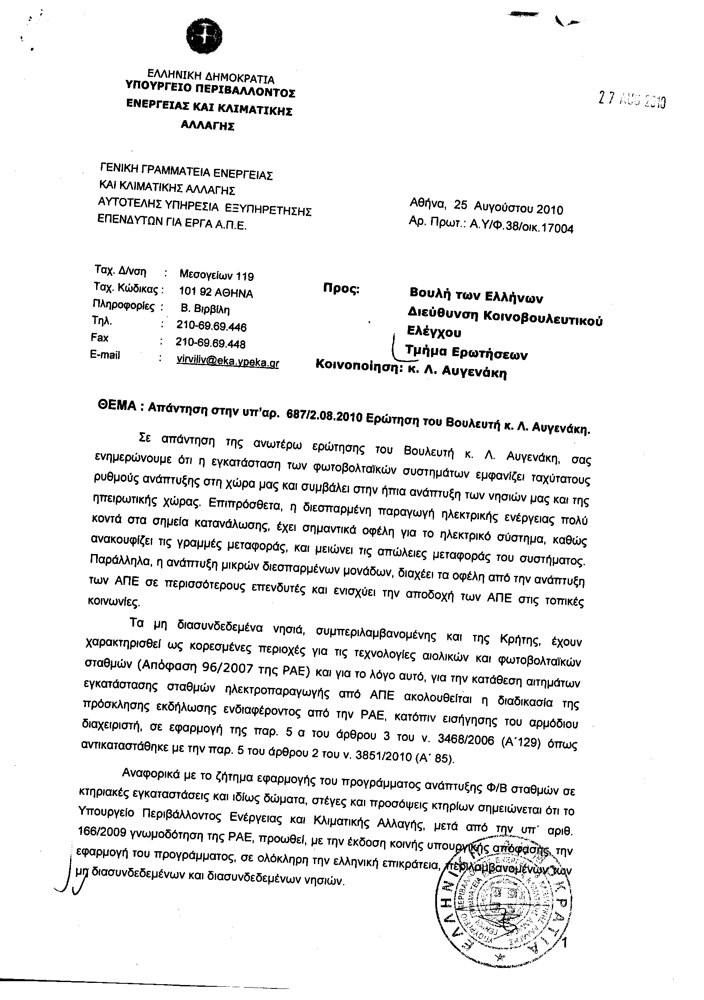 ΕΛΛΗΝΙΚΗ ΔΗΜΟΚΡΑΤΙΑ
ΥΠΟΥΡΓΕΙΟ ΠΕΡΙΒΑΛΛΟΝΤΟΣ
ΕΝΕΡΓΕΙΑΣ ΚΑΙ ΚΛΙΜΑΤΙΚΗΣ
ΑΛΛΑΓΗΣ
27 AUG 2010
ΓΕΝΙΚΗ ΓΡΑΜΜΑΤΕΙΑ ΕΝΕΡΓΕΙΑΣ
ΚΑΙ ΚΛΙΜΑΤΙΚΗΣ ΑΛΛΑΓΗΣ
ΑΥΤΟΤΕΛΗΣ ΥΠΗΡΕΣΙΑ ΕΞΥΠΗΡΕΤΗΣΗΣ
ΕΠΕΝΔΥΤΩΝ ΓΙΑ ΕΡΓΑ Α.Π.Ε.
Αθήνα, 25 Αυγούστου 2010
Αρ. Πρωτ.: Α.Υ/Φ.38/οικ.17004
Ταχ. Δ/νση : Μεσογείων 119
Ταχ. Κώδικας : 101 92 ΑΘΗΝΑ
Πληροφορίες : Β. Βιρβίλη
Τηλ. : 210-69.69.446
Fax : 210-69.69.448
E-mail : virviliv@eka.ypeka.gr
Προς: Βουλή των Ελλήνων
Διεύθυνση Κοινοβουλευτικού
Ελέγχου
Τμήμα Ερωτήσεων
Κοινοποίηση: κ. Λ. Αυγενάκη
ΘΕΜΑ : Απάντηση στην υπ'αρ. 687/2.08.2010 Ερώτηση του Βουλευτή κ. Λ. Αυγενάκη.
Σε απάντηση της ανωτέρω ερώτησης του Βουλευτή κ. Λ. Αυγενάκη, σας
ενημερώνουμε ότι η εγκατάσταση των φωτοβολταϊκών συστημάτων εμφανίζει ταχύτατους
ρυθμούς ανάπτυξης στη χώρα μας και συμβάλει στην ήπια ανάπτυξη των νησιών μας και της
ηπειρωτικής χώρας. Επιπρόσθετα, η διεσπαρμένη παραγωγή ηλεκτρικής ενέργειας πολύ
κοντά στα σημεία κατανάλωσης, έχει σημαντικά οφέλη για το ηλεκτρικό σύστημα, καθώς
ανακουφίζει τις γραμμές μεταφοράς, και μειώνει τις απώλειες μεταφοράς του συστήματος.
Παράλληλα, η ανάπτυξη μικρών διεσπαρμένων μονάδων, διαχέει τα οφέλη από την ανάπτυξη
των ΑΠΕ σε περισσότερους επενδυτές και ενισχύει την αποδοχή των ΑΠΕ στις τοπικές
κοινωνίες.
Τα μη διασυνδεδεμένα νησιά, συμπεριλαμβανομένης και της Κρήτης, έχουν
χαρακτηρισθεί ως κορεσμένες περιοχές για τις τεχνολογίες αιολικών και φωτοβολταϊκών
σταθμών (Απόφαση 96/2007 της ΡΑΕ) και για το λόγο αυτό, για την κατάθεση αιτημάτων
εγκατάστασης σταθμών ηλεκτροπαραγωγής από ΑΠΕ ακολουθείται η διαδικασία της
πρόσκλησης εκδήλωσης ενδιαφέροντος από την ΡΑΕ, κατόπιν εισήγησης του αρμόδιου
διαχειριστή, σε εφαρμογή της παρ. 5 α του άρθρου 3 του ν. 3468/2006 (Α΄129) όπως
αντικαταστάθηκε με την παρ. 5 του άρθρου 2 του ν. 3851/2010 (Α΄ 85).
Αναφορικά με το ζήτημα εφαρμογής του προγράμματος ανάπτυξης Φ/Β σταθμών σε
κτηριακές εγκαταστάσεις και ιδίως δώματα, στέγες και προσόψεις κτηρίων σημειώνεται ότι το
Υπουργείο Περιβάλλοντος Ενέργειας και Κλιματικής Αλλαγής, μετά από την υπ΄ αριθ.
166/2009 γνωμοδότηση της ΡΑΕ, προωθεί, με την έκδοση κοινής υπουργικής απόφασης, την
εφαρμογή του προγράμματος, σε ολόκληρη την ελληνική επικράτεια, περιλαμβανομένων των
μη διασυνδεδεμένων και διασυνδεδεμένων νησιών.
ΕΛΛΗΝΙΚΗ ΔΗΜΟΚΡΑΤΙΑ
1